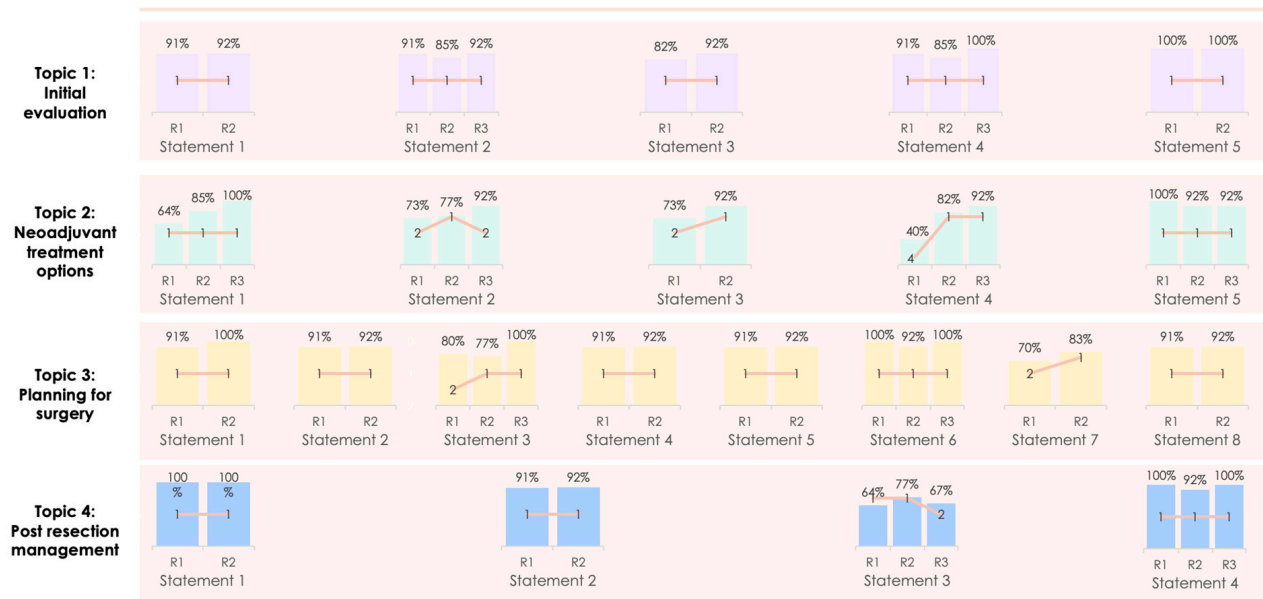 Topic 1:
Initial
evaluation
91% 92%
1 1
R1 R2
Statement 1
91% 85% 92%
1 1 1
R1 R2 R3
Statement 2
82% 92%
1 1
R1 R2
Statement 3
91% 85% 100%
1 1 1
R1 R2 R3
Statement 4
100% 100%
1 1
R1 R2
Statement 5
Topic 2:
Neoadjuvant
treatment
options
64% 85% 100%
1 1 1
R1 R2 R3
Statement 1
73% 77% 92%
2 1 2
R1 R2 R3
Statement 2
73% 92%
2 1
R1 R2
Statement 3
40% 82% 92%
4 1 1
R1 R2 R3
Statement 4
100% 92% 92%
1 1 1
R1 R2 R3
Statement 5
Topic 3:
Planning for
surgery
91% 100%
1 1
R1 R2
Statement 1
91% 92%
1 1
R1 R2
Statement 2
80% 77% 100%
2 1 1
R1 R2 R3
Statement 3
91% 92%
1 1
R1 R2
Statement 4
91% 92%
1 1
R1 R2
Statement 5
100% 92% 100%
1 1 1
R1 R2 R3
Statement 6
70% 83%
2 1
R1 R2
Statement 7
91% 92%
1 1
R1 R2
Statement 8
Topic 4:
Post resection
management
100 100
% %
1 1
R1 R2
Statement 1
91% 92%
1 1
R1 R2
Statement 2
64% 77% 67%
1 1 2
R1 R2 R3
Statement 3
100% 92% 100%
1 1 1
R1 R2 R3
Statement 4